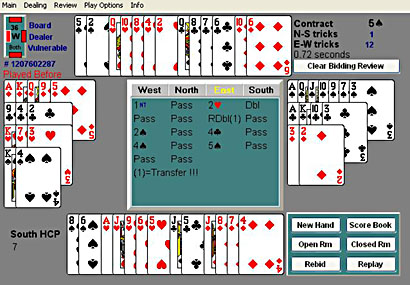 Main Dealing Review Play Options Info
36 Board
W Dealer
Both Vulnerable
# 1207602287
Played Before
Contract 5♠
N-S tricks 1
E-W tricks 12
0.72 seconds
Clear Bidding Review
West North East South
1NT Pass 2♥ Dbl
Pass Pass RDbl(1) Pass
2♠ Pass 4♣ Pass
4♠ Pass 5♠ Pass
Pass Pass
(1)=Transfer !!!
South HCP
7
New Hand Score Book
Open Rm Closed Rm
Rebid Replay